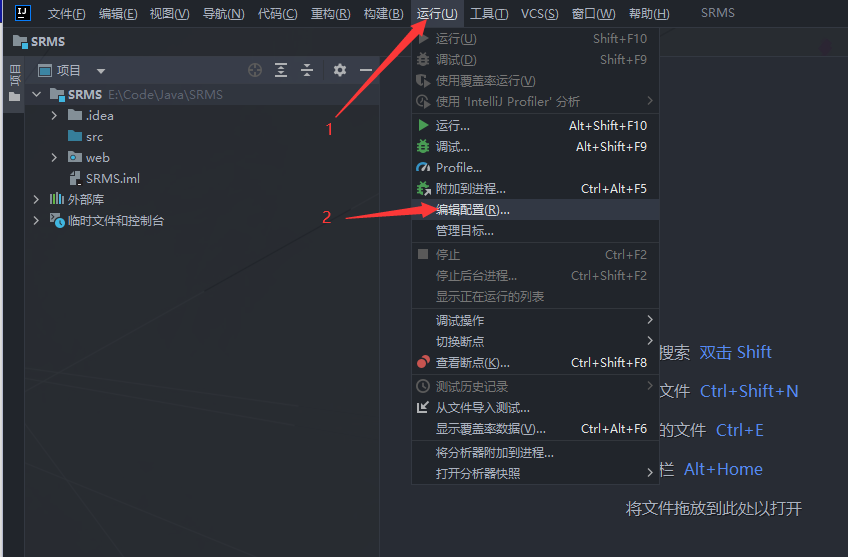 文件(F) 编辑(E) 视图(V) 导航(N) 代码(C) 重构(R) 构建(B) 运行(U) 工具(T) VCS(S) 窗口(W) 帮助(H) SRMS
SRMS
项目
项目
SRMS E:\Code\Java\SRMS
.idea
src
web
SRMS.iml
外部库
临时文件和控制台
1
2
运行(U) Shift+F10
调试(D) Shift+F9
使用覆盖率运行(V)
使用 'IntelliJ Profiler' 分析
运行... Alt+Shift+F10
调试... Alt+Shift+F9
Profile...
附加到进程... Ctrl+Alt+F5
编辑配置(R)...
管理目标...
停止 Ctrl+F2
停止后台进程... Ctrl+Shift+F2
显示正在运行的列表
调试操作
切换断点
查看断点(K)... Ctrl+Shift+F8
测试历史记录
从文件导入测试...
显示覆盖率数据(V)... Ctrl+Alt+F6
将分析器附加到进程...
打开分析器快照
搜索 双击 Shift
文件 Ctrl+Shift+N
的文件 Ctrl+E
栏 Alt+Home
将文件拖放到此处以打开